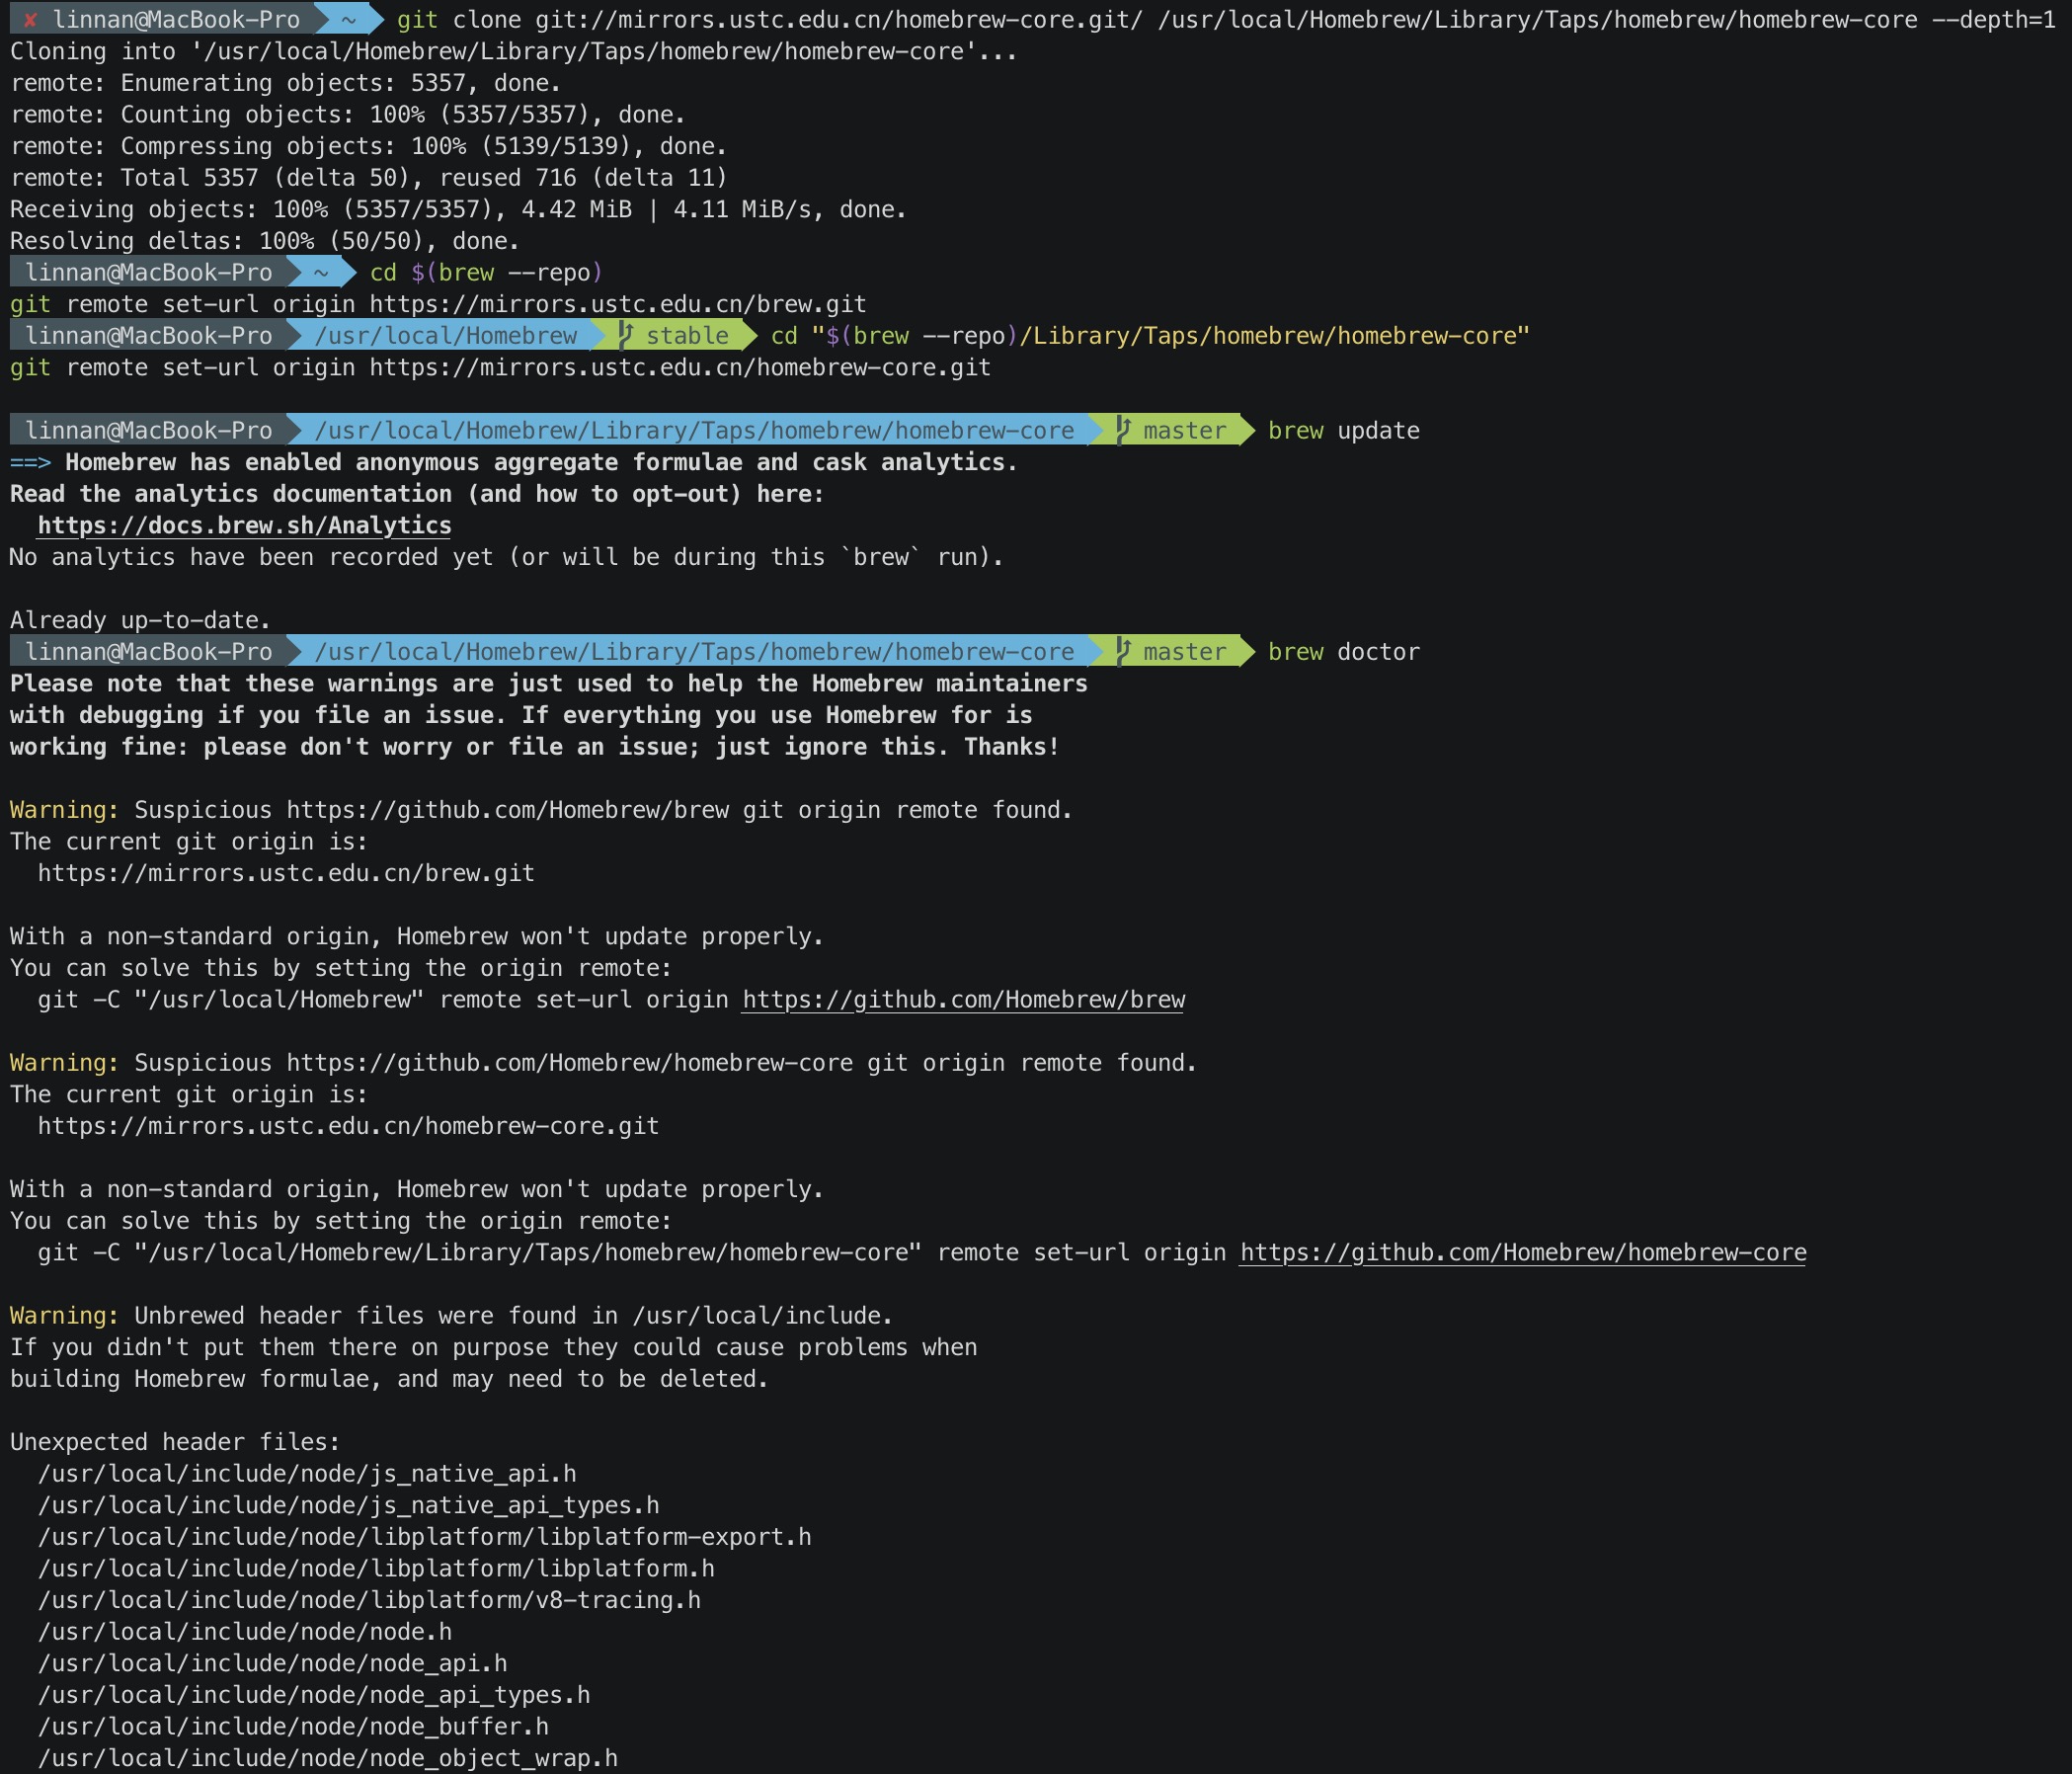 ✘ linnan@MacBook-Pro ~ git clone git://mirrors.ustc.edu.cn/homebrew-core.git/ /usr/local/Homebrew/Library/Taps/homebrew/homebrew-core --depth=1
Cloning into '/usr/local/Homebrew/Library/Taps/homebrew/homebrew-core'...
remote: Enumerating objects: 5357, done.
remote: Counting objects: 100% (5357/5357), done.
remote: Compressing objects: 100% (5139/5139), done.
remote: Total 5357 (delta 50), reused 716 (delta 11)
Receiving objects: 100% (5357/5357), 4.42 MiB | 4.11 MiB/s, done.
Resolving deltas: 100% (50/50), done.
linnan@MacBook-Pro ~ cd $(brew --repo)
git remote set-url origin https://mirrors.ustc.edu.cn/brew.git
linnan@MacBook-Pro /usr/local/Homebrew stable cd "$(brew --repo)/Library/Taps/homebrew/homebrew-core"
git remote set-url origin https://mirrors.ustc.edu.cn/homebrew-core.git
linnan@MacBook-Pro /usr/local/Homebrew/Library/Taps/homebrew/homebrew-core master brew update
==> Homebrew has enabled anonymous aggregate formulae and cask analytics.
Read the analytics documentation (and how to opt-out) here:
https://docs.brew.sh/Analytics
No analytics have been recorded yet (or will be during this `brew` run).
Already up-to-date.
linnan@MacBook-Pro /usr/local/Homebrew/Library/Taps/homebrew/homebrew-core master brew doctor
Please note that these warnings are just used to help the Homebrew maintainers
with debugging if you file an issue. If everything you use Homebrew for is
working fine: please don't worry or file an issue; just ignore this. Thanks!
Warning: Suspicious https://github.com/Homebrew/brew git origin remote found.
The current git origin is:
https://mirrors.ustc.edu.cn/brew.git
With a non-standard origin, Homebrew won't update properly.
You can solve this by setting the origin remote:
git -C "/usr/local/Homebrew" remote set-url origin https://github.com/Homebrew/brew
Warning: Suspicious https://github.com/Homebrew/homebrew-core git origin remote found.
The current git origin is:
https://mirrors.ustc.edu.cn/homebrew-core.git
With a non-standard origin, Homebrew won't update properly.
You can solve this by setting the origin remote:
git -C "/usr/local/Homebrew/Library/Taps/homebrew/homebrew-core" remote set-url origin https://github.com/Homebrew/homebrew-core
Warning: Unbrewed header files were found in /usr/local/include.
If you didn't put them there on purpose they could cause problems when
building Homebrew formulae, and may need to be deleted.
Unexpected header files:
/usr/local/include/node/js_native_api.h
/usr/local/include/node/js_native_api_types.h
/usr/local/include/node/libplatform/libplatform-export.h
/usr/local/include/node/libplatform/libplatform.h
/usr/local/include/node/libplatform/v8-tracing.h
/usr/local/include/node/node.h
/usr/local/include/node/node_api.h
/usr/local/include/node/node_api_types.h
/usr/local/include/node/node_buffer.h
/usr/local/include/node/node_object_wrap.h